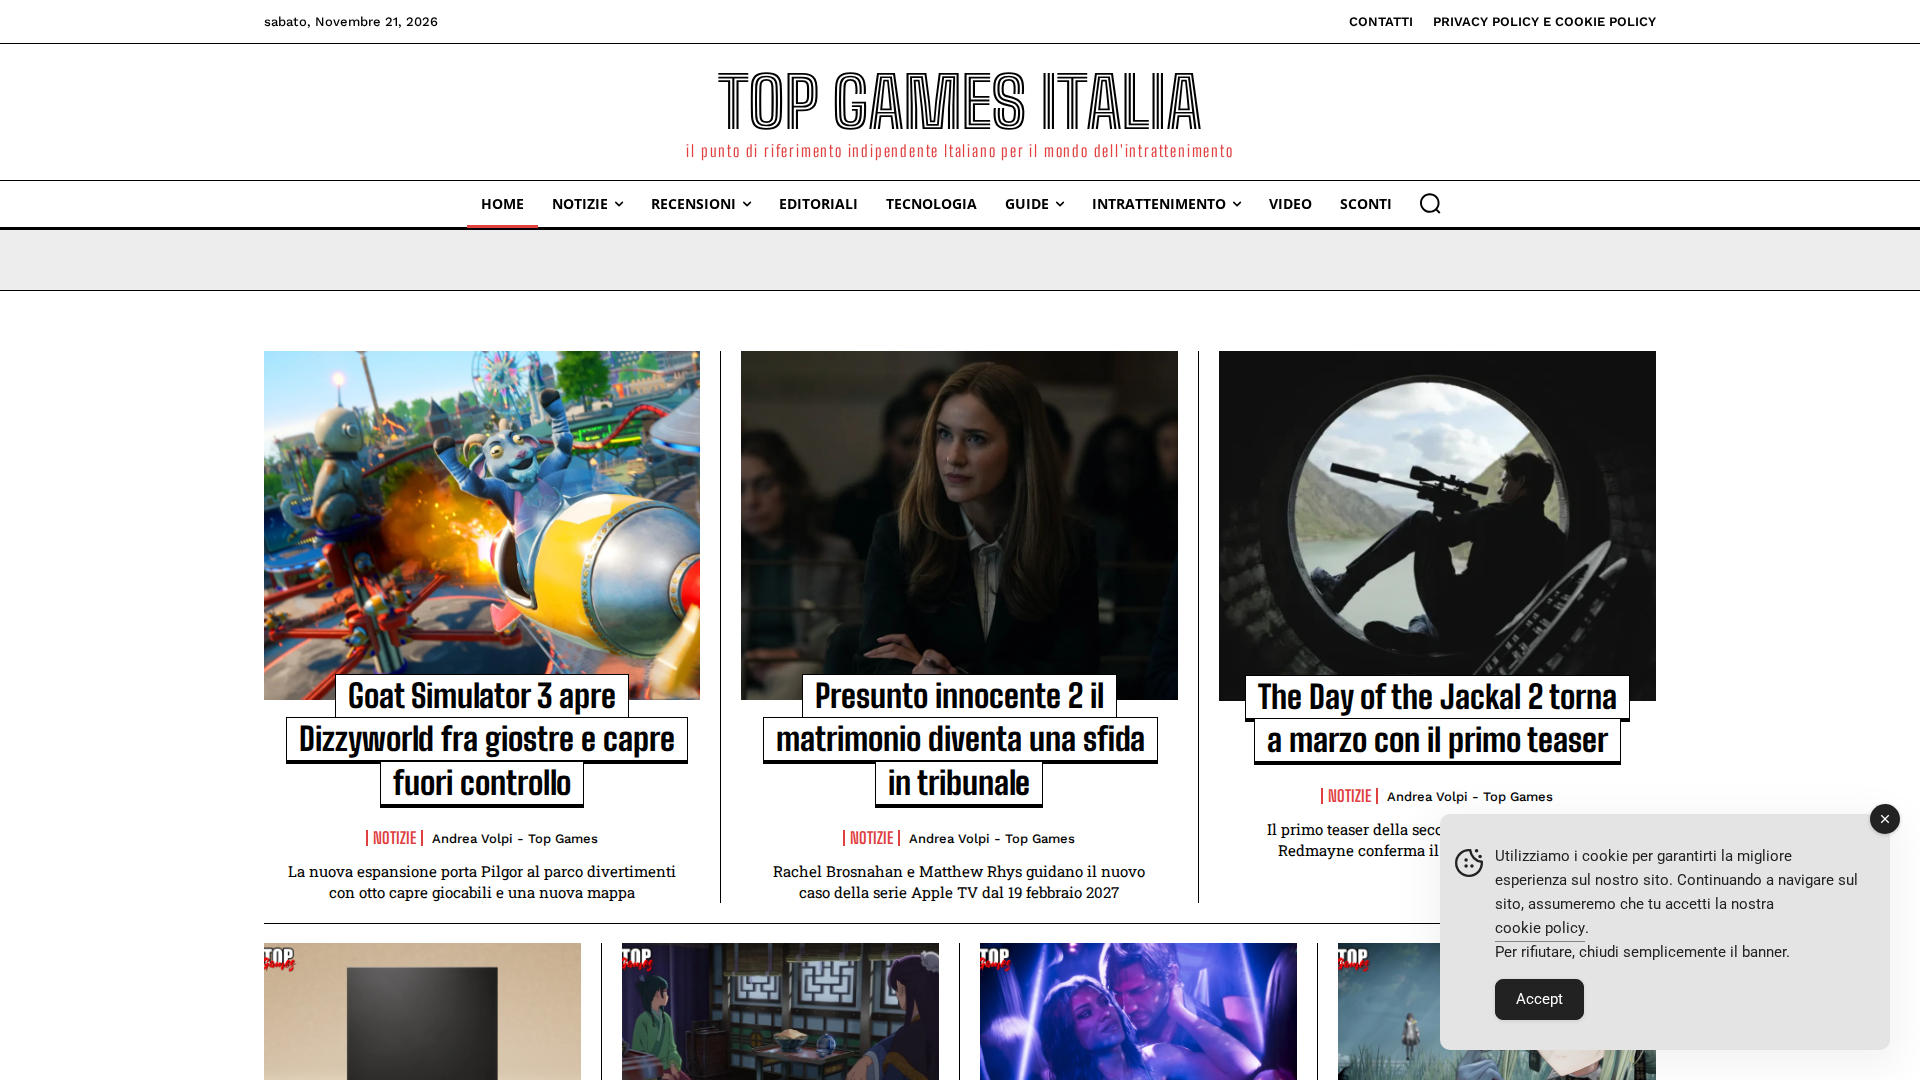 sabato, Novembre 21, 2026
CONTATTI
PRIVACY POLICY E COOKIE POLICY
TOP GAMES ITALIA
il punto di riferimento indipendente Italiano per il mondo dell'intrattenimento
HOME
NOTIZIE
RECENSIONI
EDITORIALI
TECNOLOGIA
GUIDE
INTRATTENIMENTO
VIDEO
SCONTI
Goat Simulator 3 apre
Dizzyworld fra giostre e capre
fuori controllo
NOTIZIE
Andrea Volpi - Top Games
La nuova espansione porta Pilgor al parco divertimenti
con otto capre giocabili e una nuova mappa
Presunto innocente 2 il
matrimonio diventa una sfida
in tribunale
NOTIZIE
Andrea Volpi - Top Games
Rachel Brosnahan e Matthew Rhys guidano il nuovo
caso della serie Apple TV dal 19 febbraio 2027
The Day of the Jackal 2 torna
a marzo con il primo teaser
NOTIZIE
Andrea Volpi - Top Games
Il primo teaser della
Redmayne conferma il
Utilizziamo i cookie per garantirti la migliore
esperienza sul nostro sito. Continuando a navigare sul
sito, assumeremo che tu accetti la nostra
cookie policy.
Per rifiutare, chiudi semplicemente il banner.
Accept
TOP
TOP
TOP
TOP